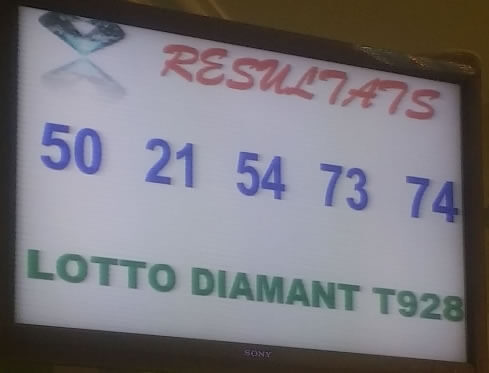 RESULTATS
50 21 54 73 74
LOTTO DIAMANT T928
SONY